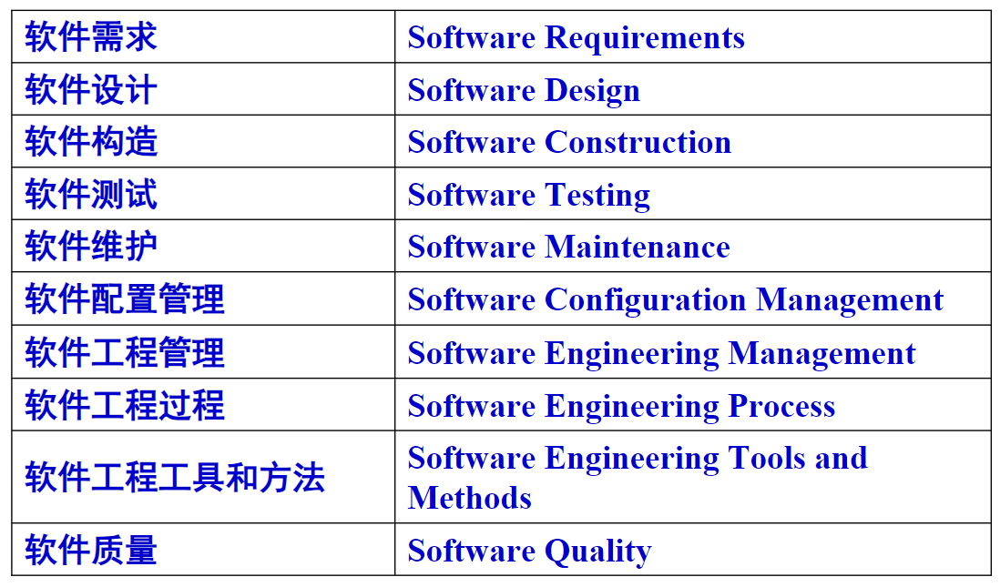 软件需求 Software Requirements
软件设计 Software Design
软件构造 Software Construction
软件测试 Software Testing
软件维护 Software Maintenance
软件配置管理 Software Configuration Management
软件工程管理 Software Engineering Management
软件工程过程 Software Engineering Process
软件工程工具和方法 Software Engineering Tools and
Methods
软件质量 Software Quality